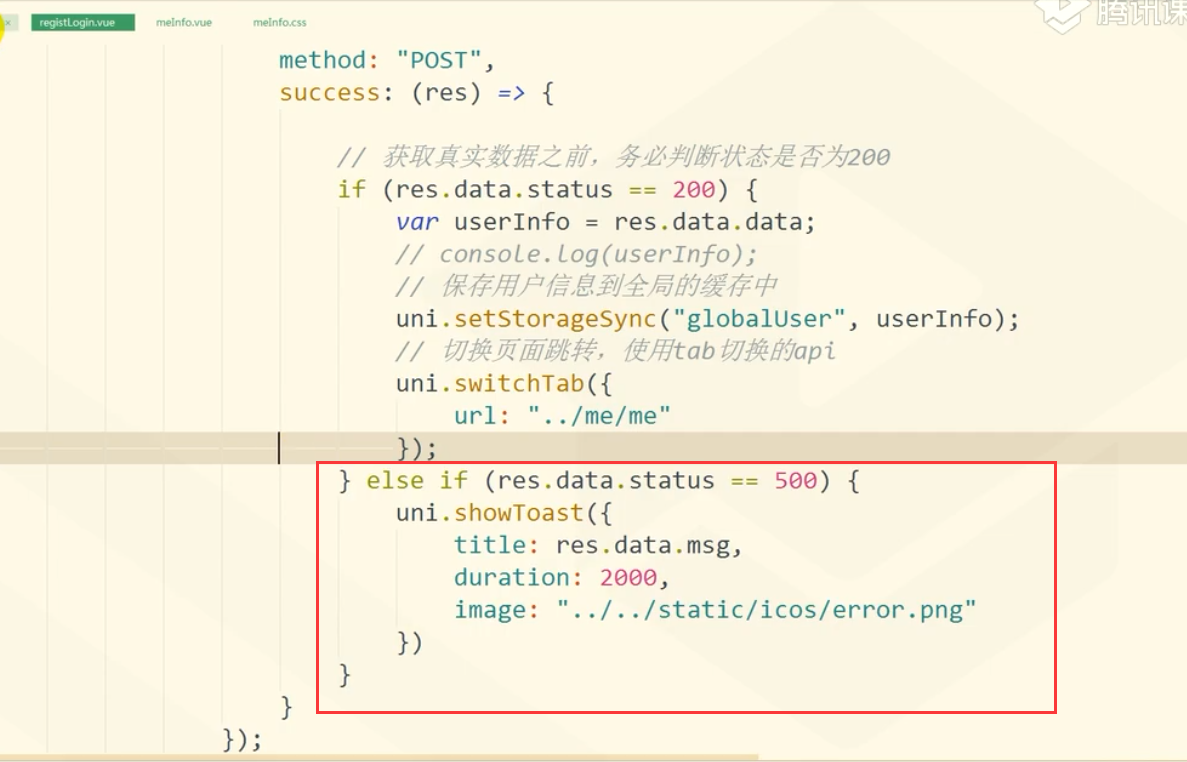 registLogin.vue meInfo.vue meInfo.css
腾讯课
method: "POST",
success: (res) => {
// 获取真实数据之前，务必判断状态是否为200
if (res.data.status == 200) {
var userInfo = res.data.data;
// console.log(userInfo);
// 保存用户信息到全局的缓存中
uni.setStorageSync("globalUser", userInfo);
// 切换页面跳转，使用tab切换的api
uni.switchTab({
url: "../me/me"
});
} else if (res.data.status == 500) {
uni.showToast({
title: res.data.msg,
duration: 2000,
image: "../../static/icos/error.png"
})
}
}
});